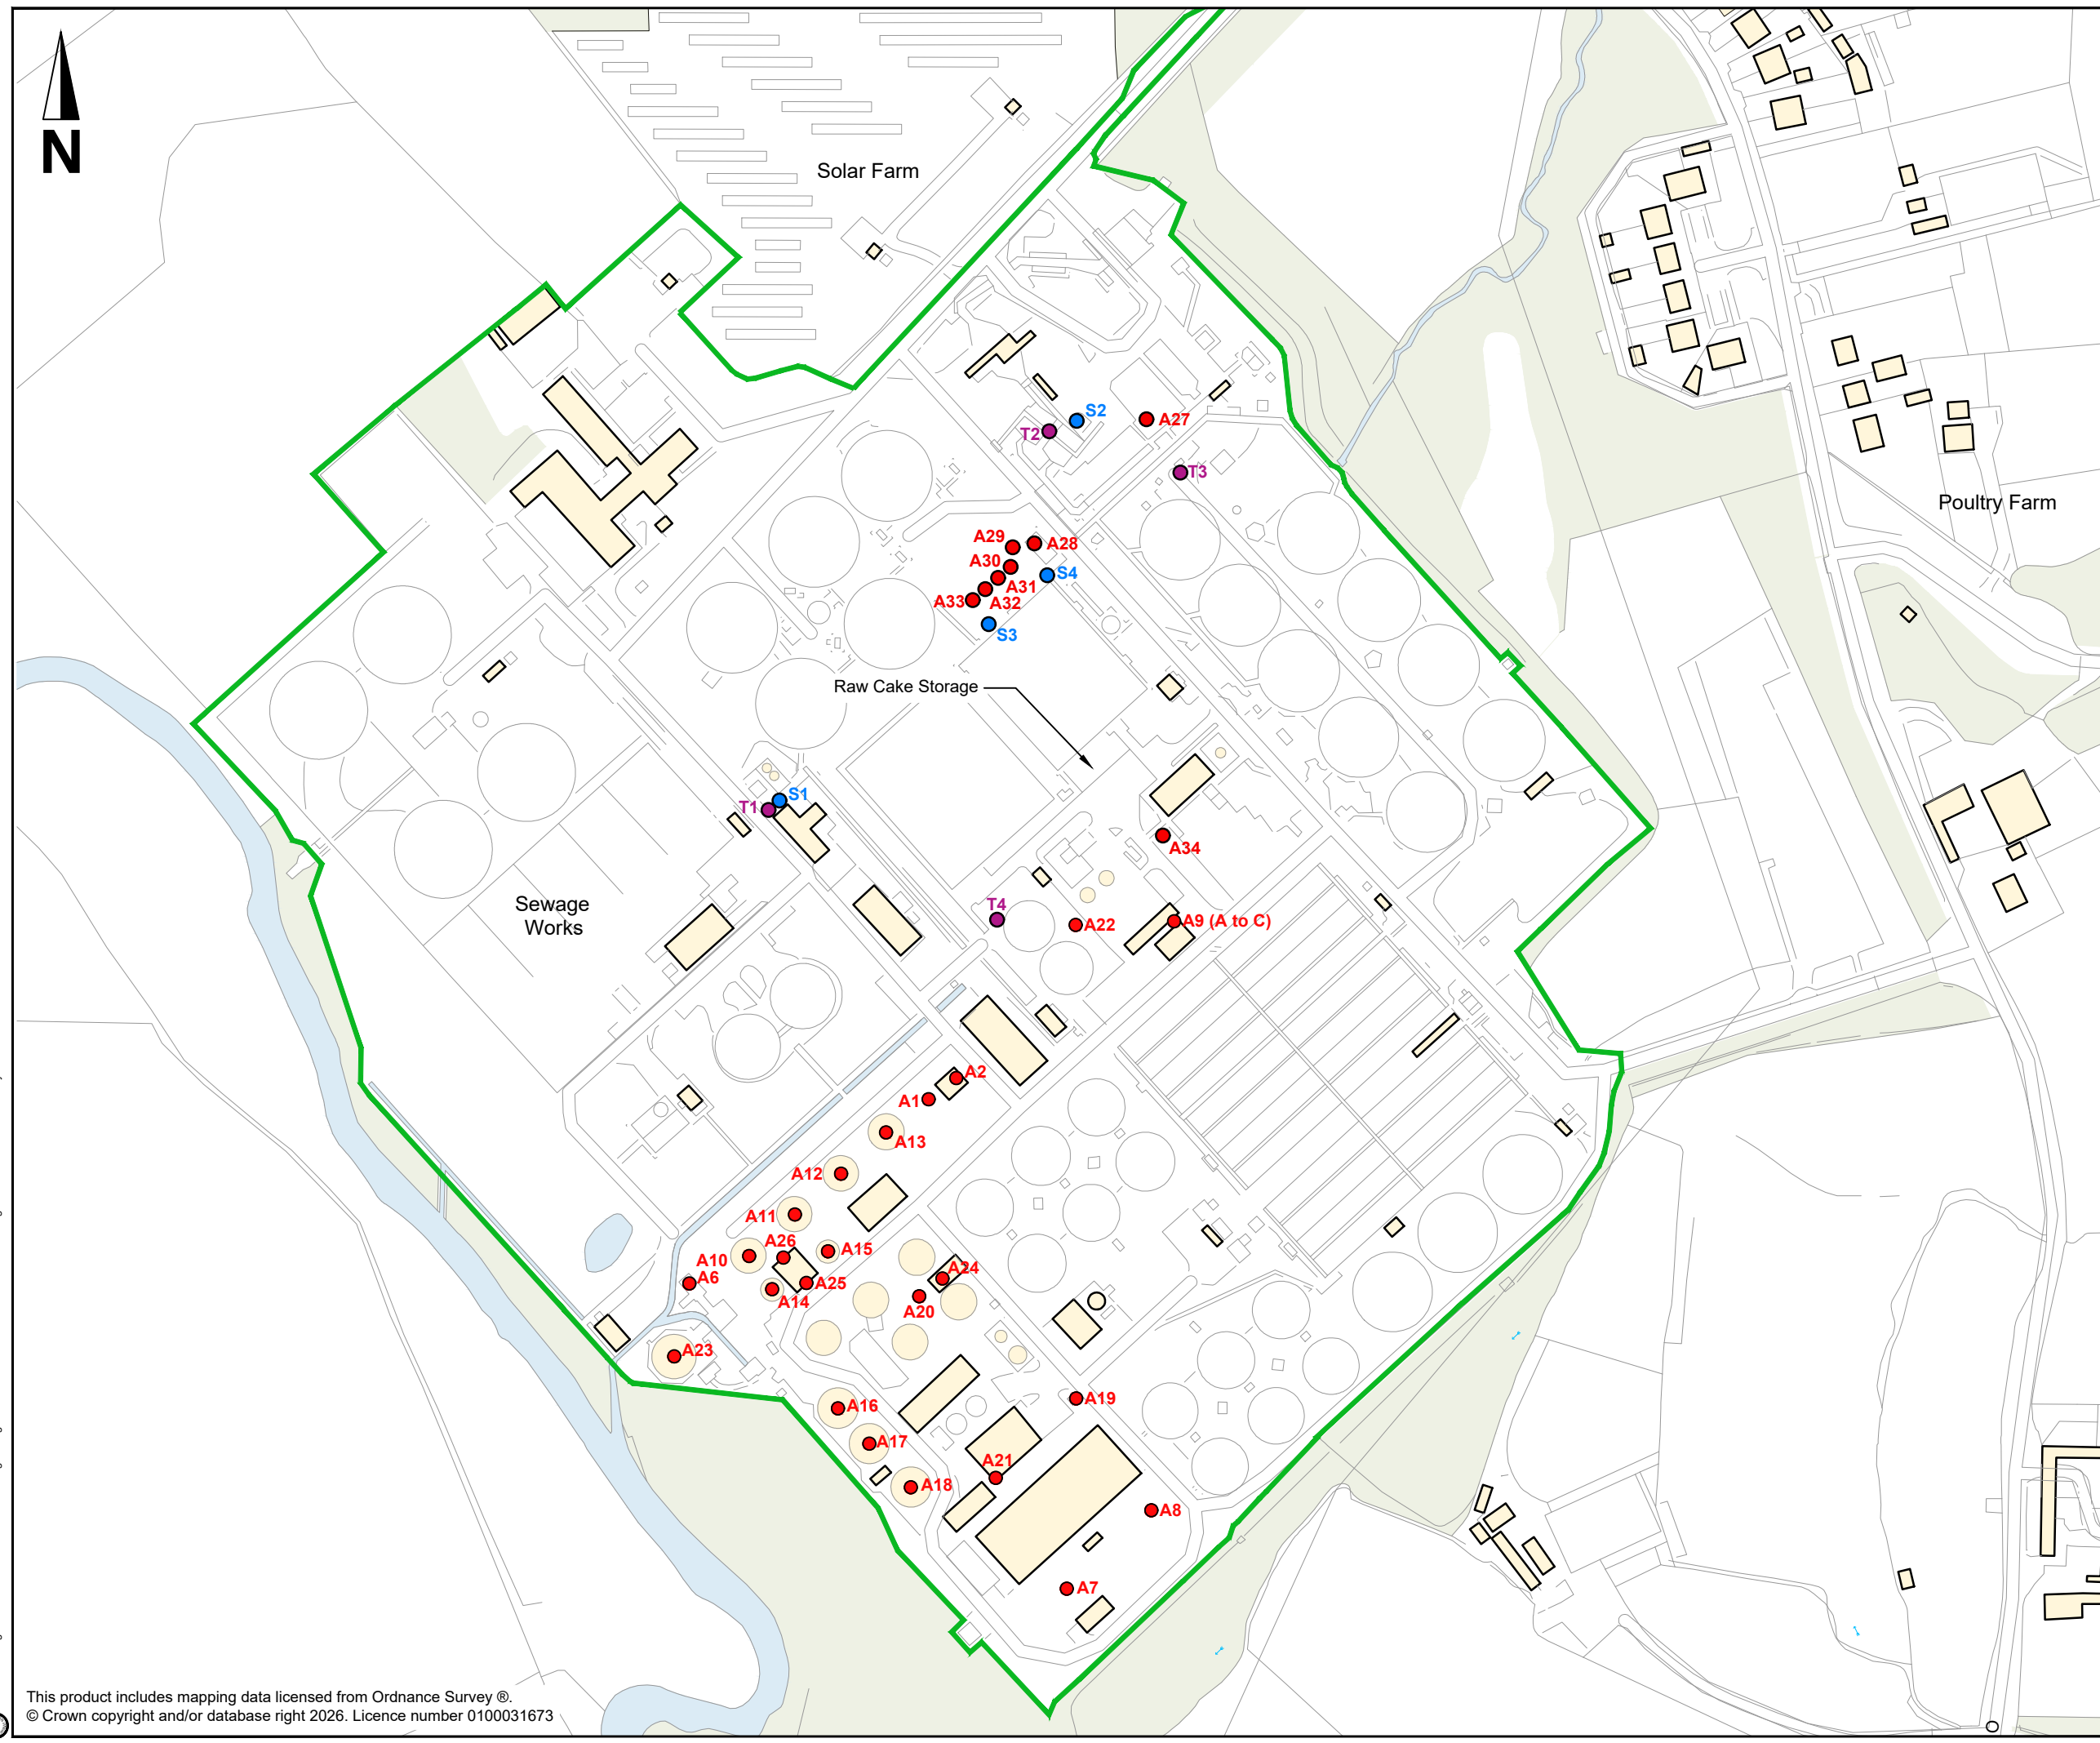 N
Solar Farm
S2
A27
T2
T3
Poultry Farm
A29
A28
A30
S4
A31
A33
A32
S3
Raw Cake Storage
S1
T1
A34
Sewage
Works
T4
A22
A9 (A to C)
A2
A1
A13
A12
A11
A26
A15
A10
A6
A24
A25
A14
A20
A23
A19
A16
A17
A21
A18
A8
A7
This product includes mapping data licensed from Ordnance Survey ®.
© Crown copyright and/or database right 2026. Licence number 0100031673